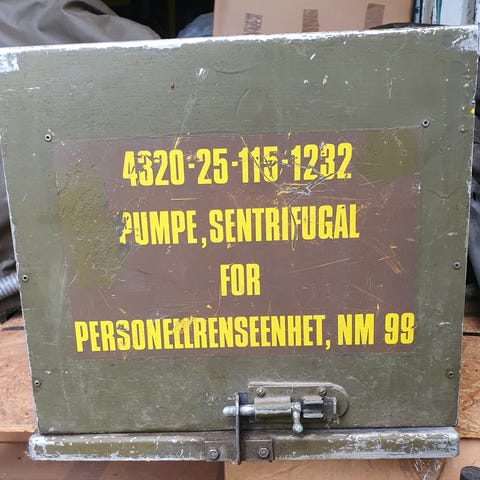 4320-25-115-1232
PUMPE, SENTRIFUGAL
FOR
PERSONELLRENSEENHET, NM 99